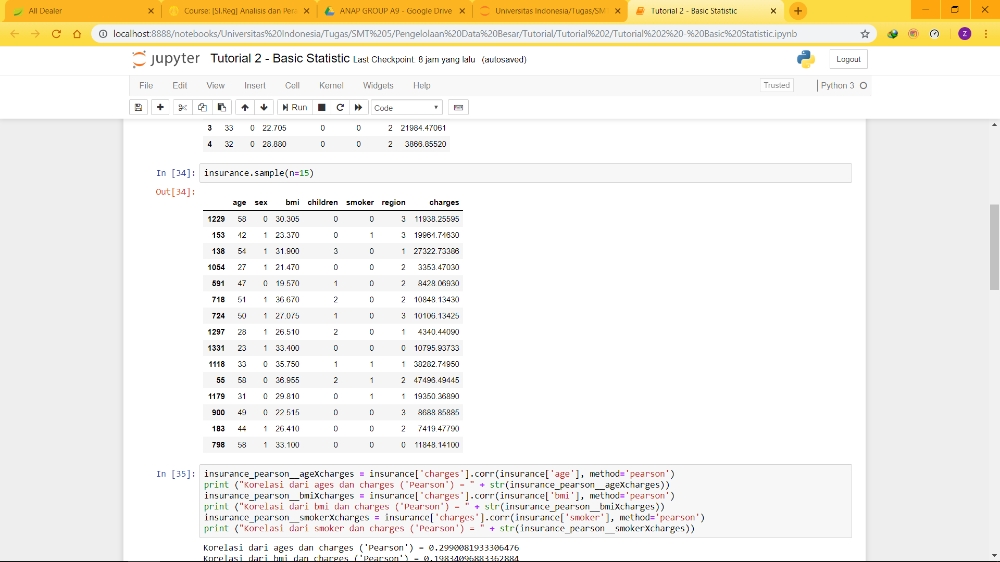 All Dealer
Course: [SI.Reg] Analisis dan Pera
ANAP GROUP A9 - Google Drive
Universitas Indonesia/Tugas/SMT
Tutorial 2 - Basic Statistic
localhost:8888/notebooks/Universitas%20Indonesia/Tugas/SMT%205/Pengelolaan%20Data%20Besar/Tutorial/Tutorial%202/Tutorial%202%20-%20Basic%20Statistic.ipynb
Z
jupyter Tutorial 2 - Basic Statistic Last Checkpoint: 8 jam yang lalu (autosaved)
Logout
File Edit View Insert Cell Kernel Widgets Help
Trusted
Python 3
Run
Code
3 33 0 22.705 0 0 2 21984.47061
4 32 0 28.880 0 0 2 3866.85520
In [34]: insurance.sample(n=15)
Out[34]:
age sex bmi children smoker region charges
1229 58 0 30.305 0 0 3 11938.25595
153 42 1 23.370 0 1 3 19964.74630
138 54 1 31.900 3 0 1 27322.73386
1054 27 1 21.470 0 0 2 3353.47030
591 47 0 19.570 1 0 2 8428.06930
718 51 1 36.670 2 0 2 10848.13430
724 50 1 27.075 1 0 3 10106.13425
1297 28 1 26.510 2 0 1 4340.44090
1331 23 1 33.400 0 0 0 10795.93733
1118 33 0 35.750 1 1 1 38282.74950
55 58 0 36.955 2 1 2 47496.49445
1179 31 0 29.810 0 1 1 19350.36890
900 49 0 22.515 0 0 3 8688.85885
183 44 1 26.410 0 0 2 7419.47790
798 58 1 33.100 0 0 0 11848.14100
In [35]: insurance_pearson__ageXcharges = insurance['charges'].corr(insurance['age'], method='pearson')
print ("Korelasi dari ages dan charges ('Pearson') = " + str(insurance_pearson__ageXcharges))
insurance_pearson__bmiXcharges = insurance['charges'].corr(insurance['bmi'], method='pearson')
print ("Korelasi dari bmi dan charges ('Pearson') = " + str(insurance_pearson__bmiXcharges))
insurance_pearson__smokerXcharges = insurance['charges'].corr(insurance['smoker'], method='pearson')
print ("Korelasi dari smoker dan charges ('Pearson') = " + str(insurance_pearson__smokerXcharges))
Korelasi dari ages dan charges ('Pearson') = 0.2990081933306476
Korelasi dari bmi dan charges ('Pearson') = 0.19834096883362884